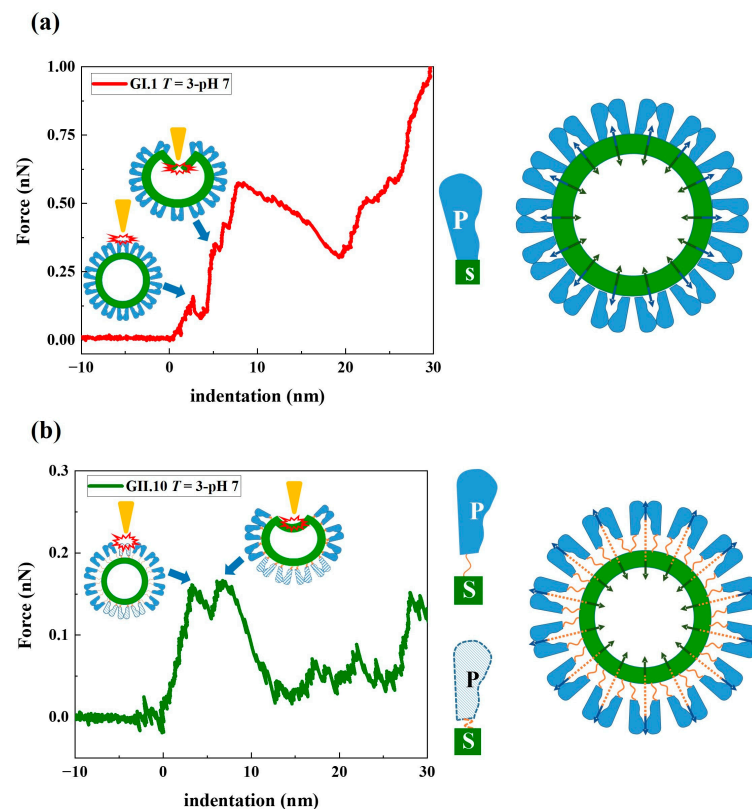 (a)
1.00
0.75
0.50
0.25
0.00
Force (nN)
GI.1 T = 3-pH 7
−10
0
10
20
30
indentation (nm)
P
s
(b)
0.3
0.2
0.1
0.0
Force (nN)
GII.10 T = 3-pH 7
−10
0
10
20
30
indentation (nm)
P
S
P
S